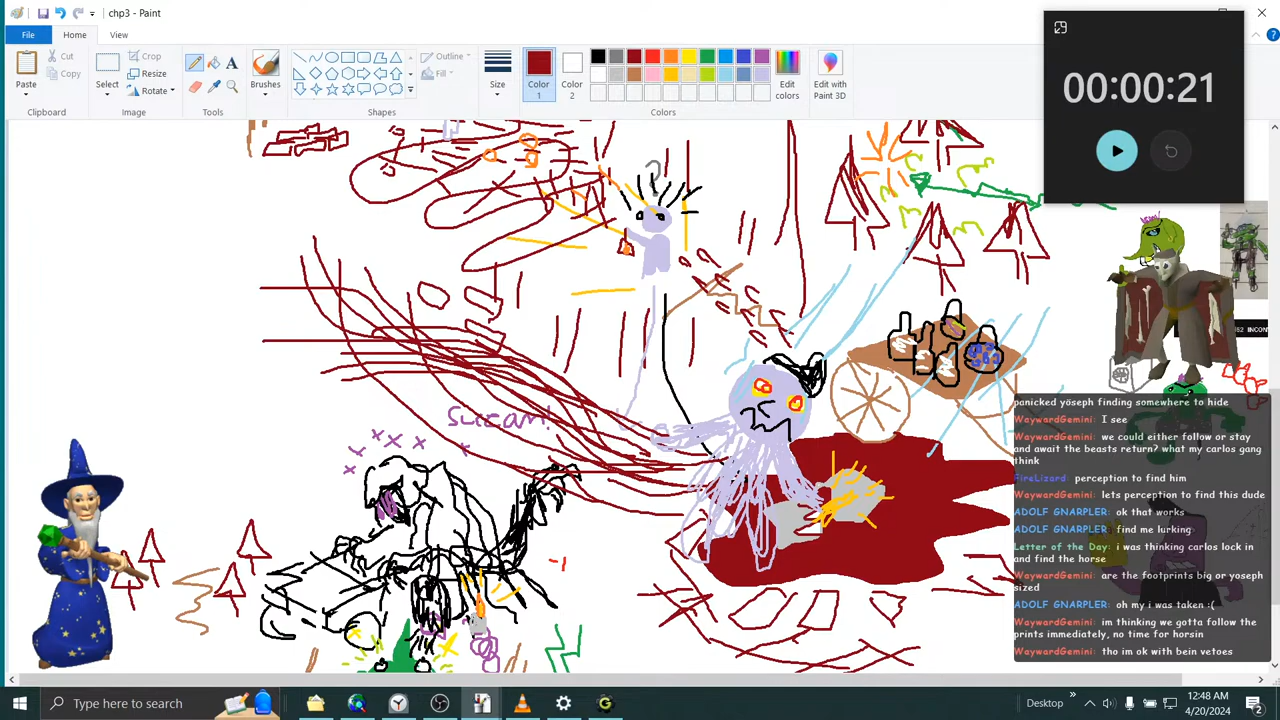 chp3 - Paint
00:00:21
File
Home
View
Paste
Cut
Copy
Clipboard
Select
Crop
Resize
Rotate
Image
Tools
Brushes
Shapes
Outline
Fill
Size
Color
1
Color
2
Colors
Edit
colors
Edit with
Paint 3D
?
Scream!
-1
panicked yöseph finding somewhere to hide
WaywardGemini: I see
WaywardGemini: we could either follow or stay
and await the beasts return? what my carlos gang
think
FireLizard: perception to find him
WaywardGemini: lets perception to find this dude
ADOLF GNARPLER: ok that works
ADOLF GNARPLER: find me lurking
Letter of the Day: i was thinking carlos lock in
and find the horse
WaywardGemini: are the footprints big or yoseph
sized
ADOLF GNARPLER: oh my i was taken :(
WaywardGemini: im thinking we gotta follow the
prints immediately, no time for horsin
WaywardGemini: tho im ok with bein vetoes
Type here to search
Desktop
12:48 AM
4/20/2024
2